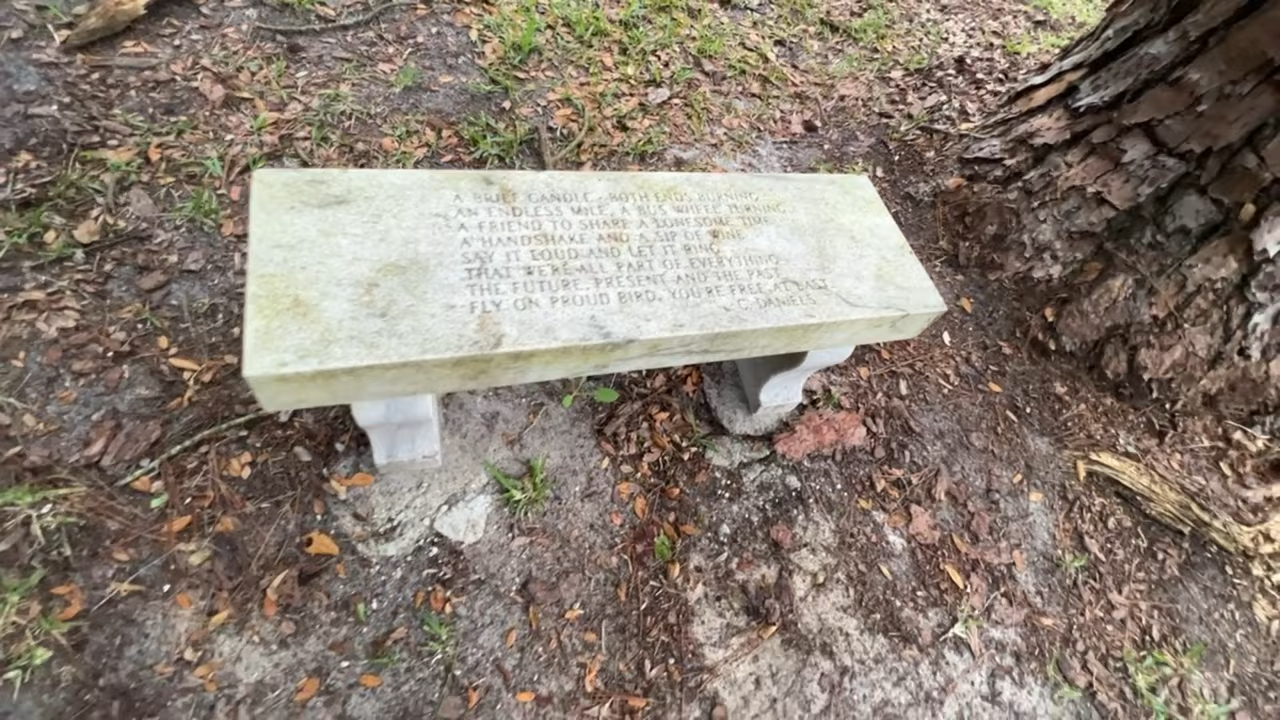 A BRIEF CANDLE, BOTH ENDS BURNING
AN ENDLESS MILE, A BUS WHEEL TURNING
A FRIEND TO SHARE A LONESOME TIME
A HANDSHAKE AND A SIP OF WINE
SAY IT LOUD AND LET IT RING
THAT WE'RE ALL PART OF EVERYTHING
THE FUTURE, PRESENT AND THE PAST
FLY ON PROUD BIRD, YOU'RE FREE AT LAST
C. DANIELS